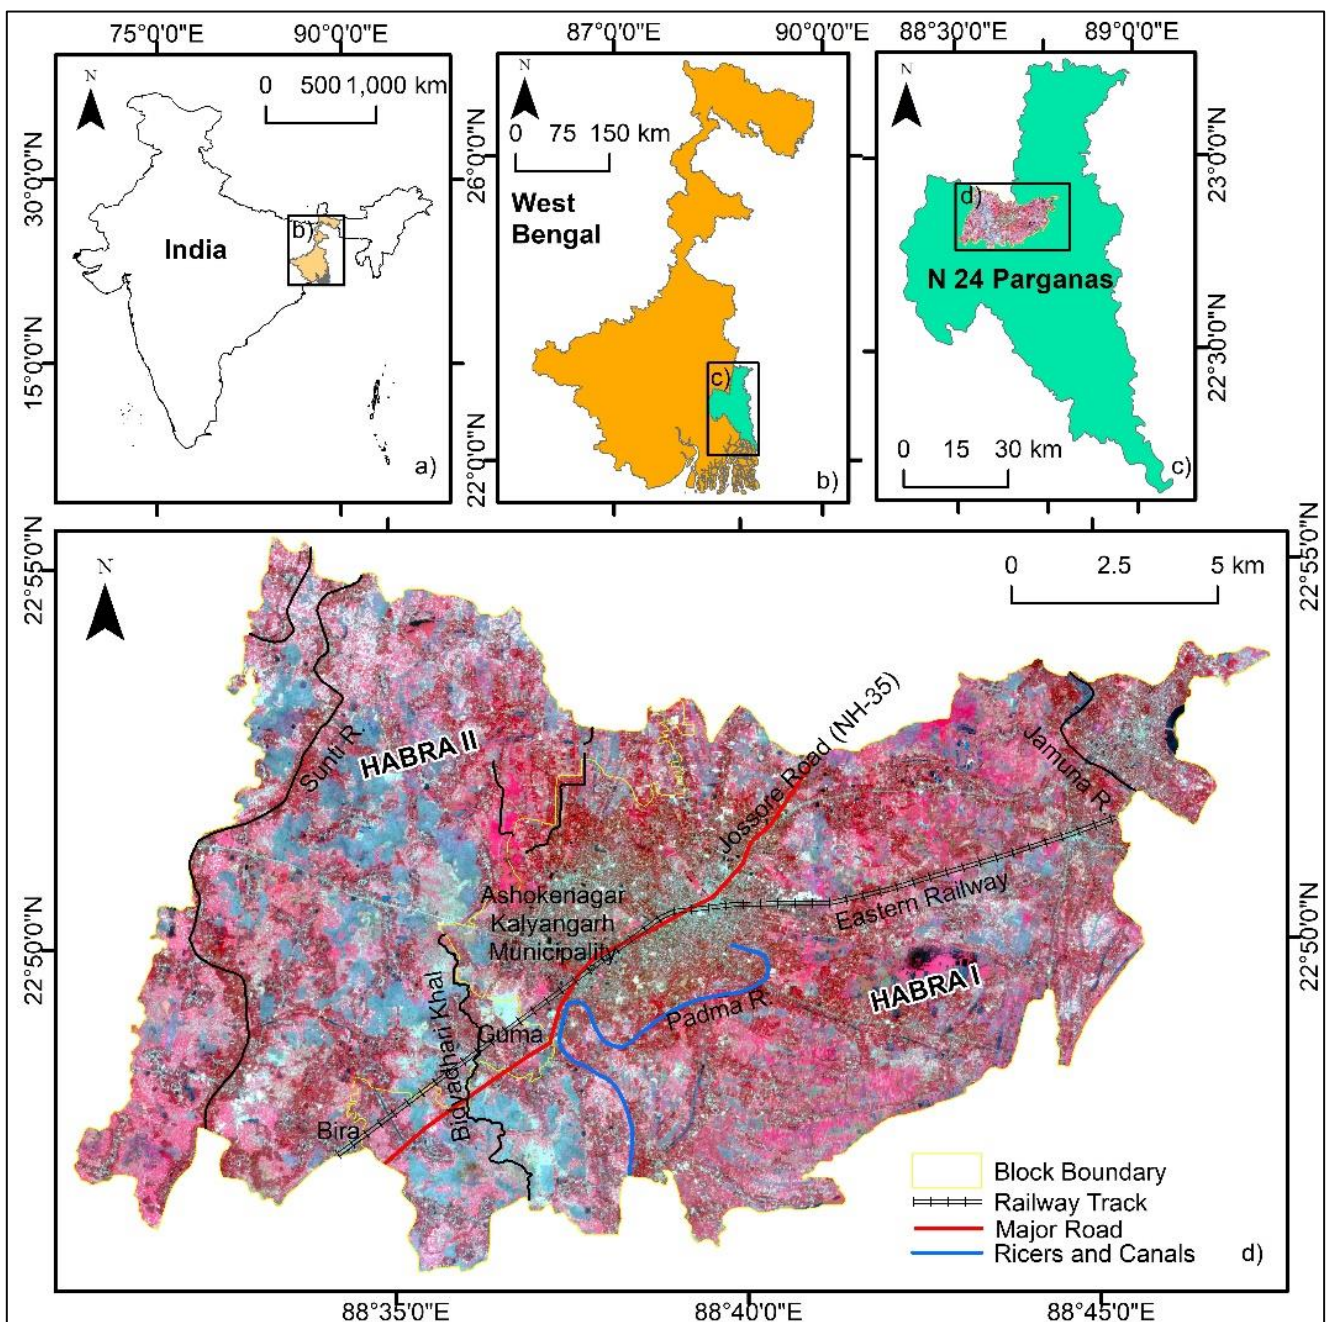 75°0'0"E
90°0'0"E
87°0'0"E
90°0'0"E
88°30'0"E
89°0'0"E
N
0 500 1,000 km
30°0'0"N
15°0'0"N
India
b)
a)
N
0 75 150 km
26°0'0"N
22°0'0"N
West
Bengal
c)
b)
N
d)
N 24 Parganas
23°0'0"N
22°30'0"N
0 15 30 km
c)
22°55'0"N
22°55'0"N
N
0 2.5 5 km
Sunti R.
HABRA II
Jossore Road (NH-35)
Jamuna R.
Ashokenagar
Kalyangarh
Municipality
Eastern Railway
22°50'0"N
22°50'0"N
HABRA I
Padma R.
Bidyadhari Khal
Guma
Bira
Block Boundary
Railway Track
Major Road
Ricers and Canals
d)
88°35'0"E
88°40'0"E
88°45'0"E